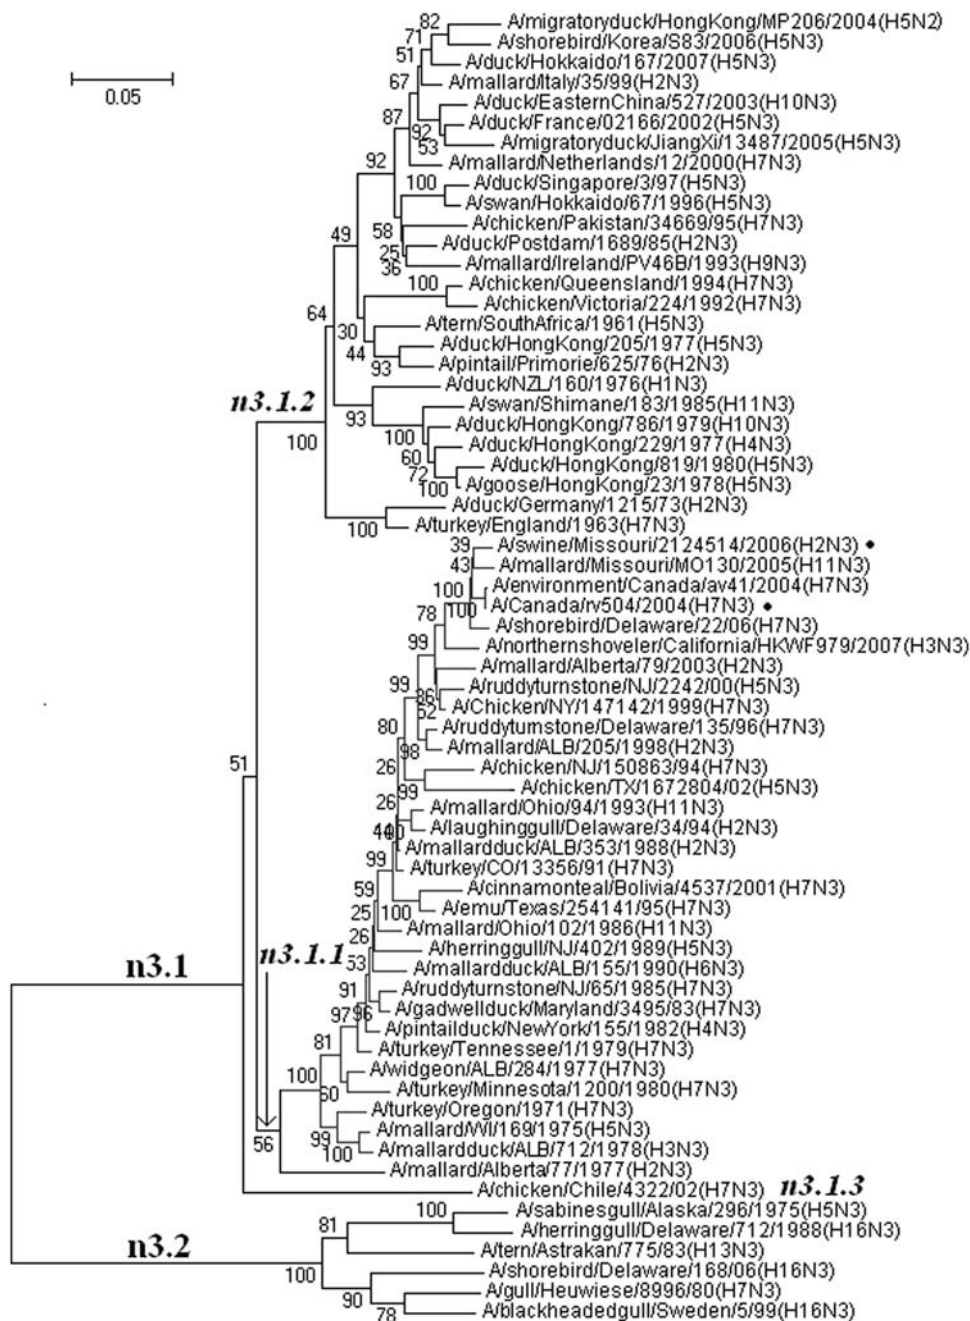 82 A/migratoryduck/HongKong/MP206/2004(H5N2)
71 A/shorebird/Korea/S83/2006(H5N3)
51 A/duck/Hokkaido/167/2007(H5N3)
0.05
67 A/mallard/Italy/35/99(H2N3)
A/duck/EasternChina/527/2003(H10N3)
87 92 A/duck/France/02166/2002(H5N3)
53 A/migratoryduck/JiangXi/13487/2005(H5N3)
92 A/mallard/Netherlands/12/2000(H7N3)
100 A/duck/Singapore/3/97(H5N3)
A/swan/Hokkaido/67/1996(H5N3)
A/chicken/Pakistan/34669/95(H7N3)
49 58 A/duck/Postdam/1689/85(H2N3)
25
36 A/mallard/Ireland/PV46B/1993(H9N3)
100 A/chicken/Queensland/1994(H7N3)
A/chicken/Victoria/224/1992(H7N3)
64 30 A/tern/SouthAfrica/1961(H5N3)
44 A/duck/HongKong/205/1977(H5N3)
93 A/pintail/Primorie/625/76(H2N3)
A/duck/NZL/160/1976(H1N3)
n3.1.2 93 A/swan/Shimane/183/1985(H11N3)
A/duck/HongKong/786/1979(H10N3)
100 100 A/duck/HongKong/229/1977(H4N3)
60 A/duck/HongKong/819/1980(H5N3)
72
100 A/goose/HongKong/23/1978(H5N3)
A/duck/Germany/1215/73(H2N3)
100 A/turkey/England/1963(H7N3)
39 A/swine/Missouri/2124514/2006(H2N3) •
43 A/mallard/Missouri/MO130/2005(H11N3)
100 A/environment/Canada/av41/2004(H7N3)
100 A/Canada/rv504/2004(H7N3) •
78 A/shorebird/Delaware/22/06(H7N3)
99 A/northernshoveler/California/HKWF979/2007(H3N3)
A/mallard/Alberta/79/2003(H2N3)
99 A/ruddyturnstone/NJ/2242/00(H5N3)
52 A/Chicken/NY/147142/1999(H7N3)
80 A/ruddyturnstone/Delaware/135/96(H7N3)
98 A/mallard/ALB/205/1998(H2N3)
51 26 A/chicken/NJ/150863/94(H7N3)
99 A/chicken/TX/1672804/02(H5N3)
26 A/mallard/Ohio/94/1993(H11N3)
A/laughinggull/Delaware/34/94(H2N3)
A/mallardduck/ALB/353/1988(H2N3)
99 A/turkey/CO/13356/91(H7N3)
59 A/cinnamonteal/Bolivia/4537/2001(H7N3)
25 100 A/emu/Texas/254141/95(H7N3)
26 A/mallard/Ohio/102/1986(H11N3)
n3.1 n3.1.1 53 A/herringgull/NJ/402/1989(H5N3)
A/mallardduck/ALB/155/1990(H6N3)
91 A/ruddyturnstone/NJ/65/1985(H7N3)
97 96 A/gadwellduck/Maryland/3495/83(H7N3)
A/pintailduck/NewYork/155/1982(H4N3)
81 A/turkey/Tennessee/1/1979(H7N3)
100 A/widgeon/ALB/284/1977(H7N3)
60 A/turkey/Minnesota/1200/1980(H7N3)
A/turkey/Oregon/1971(H7N3)
56 99 A/mallard/WI/169/1975(H5N3)
100 A/mallardduck/ALB/712/1978(H3N3)
A/mallard/Alberta/77/1977(H2N3)
A/chicken/Chile/4322/02(H7N3) n3.1.3
100 A/sabinesgull/Alaska/296/1975(H5N3)
81 A/herringgull/Delaware/712/1988(H16N3)
n3.2 A/tern/Astrakan/775/83(H13N3)
100 A/shorebird/Delaware/168/06(H16N3)
90 A/gull/Heuwiese/8996/80(H7N3)
78 A/blackheadedgull/Sweden/5/99(H16N3)